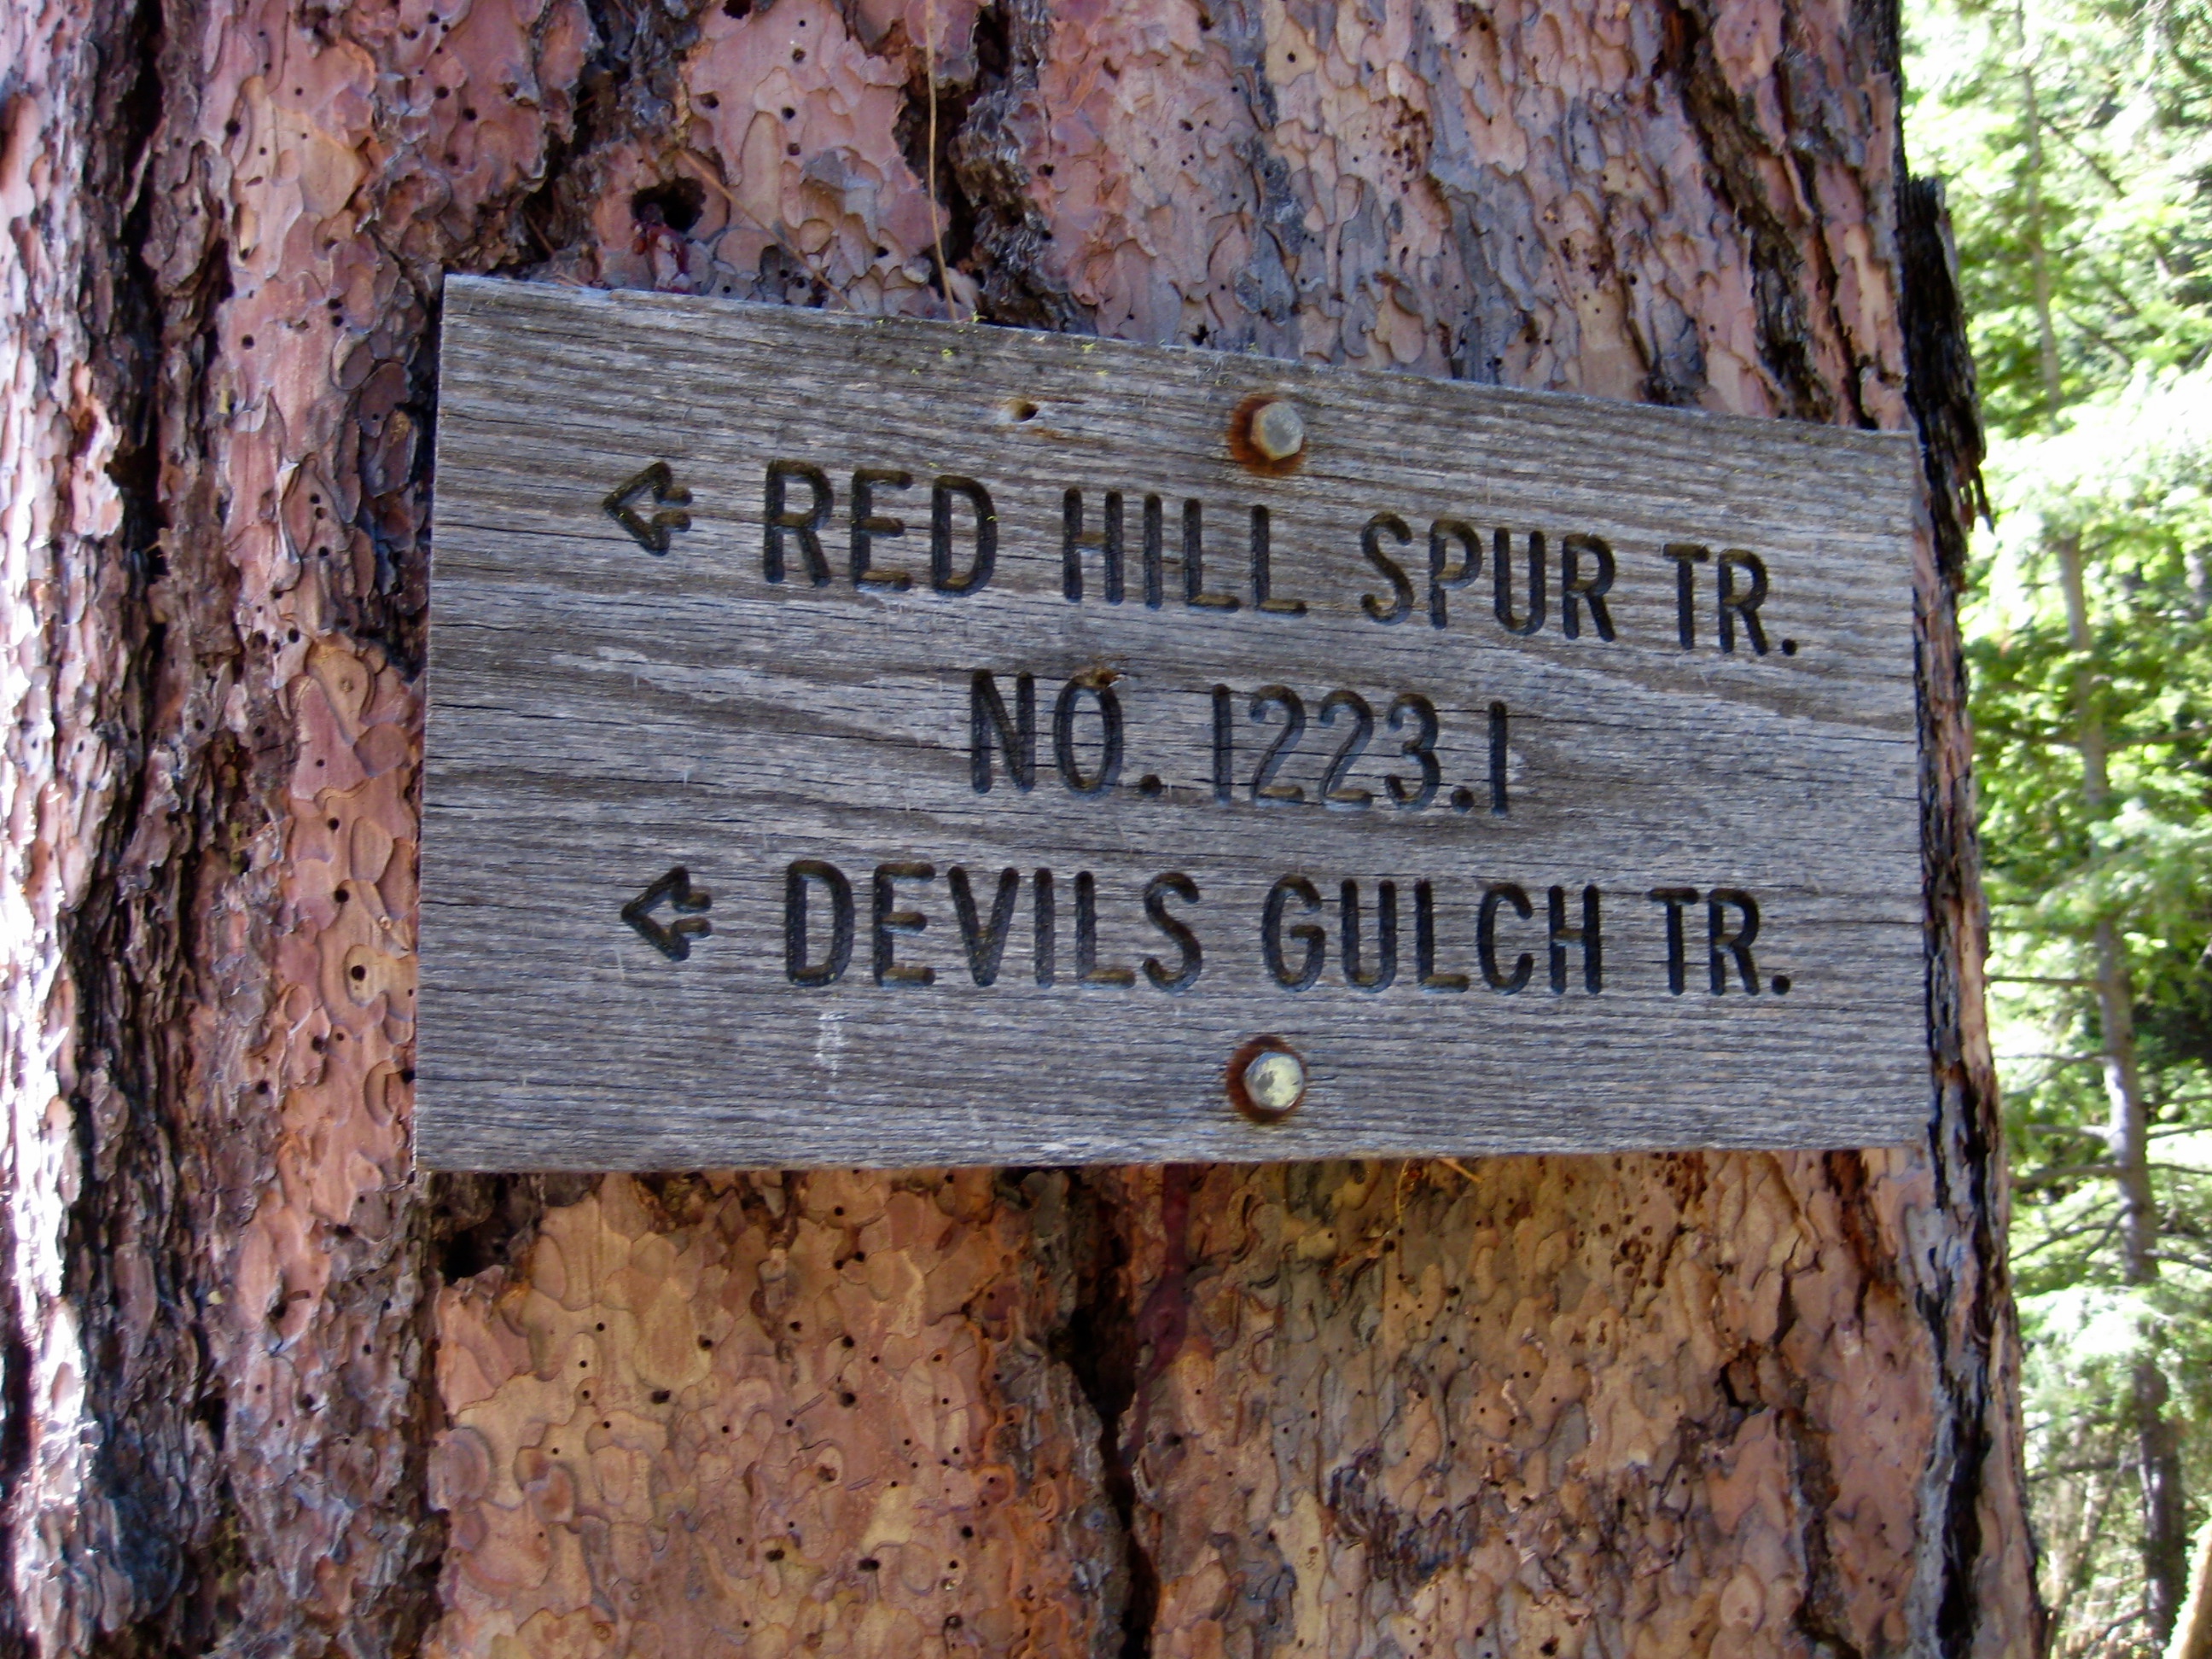 ← RED HILL SPUR TR.
NO. 1223.1
← DEVILS GULCH TR.